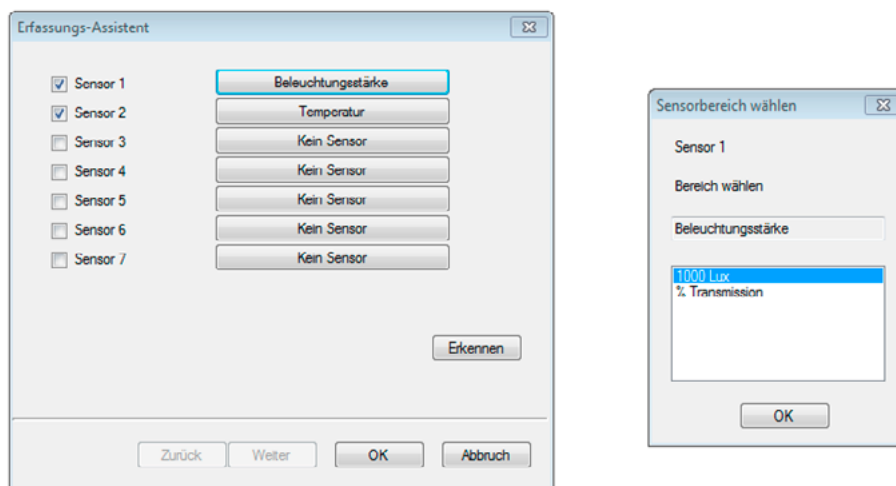 Erfassungs-Assistent
Sensor 1 Beleuchtungsstärke
Sensor 2 Temperatur
Sensor 3 Kein Sensor
Sensor 4 Kein Sensor
Sensor 5 Kein Sensor
Sensor 6 Kein Sensor
Sensor 7 Kein Sensor
Erkennen
Zurück Weiter OK Abbruch
Sensorbereich wählen
Sensor 1
Bereich wählen
Beleuchtungsstärke
1000 Lux
% Transmission
OK